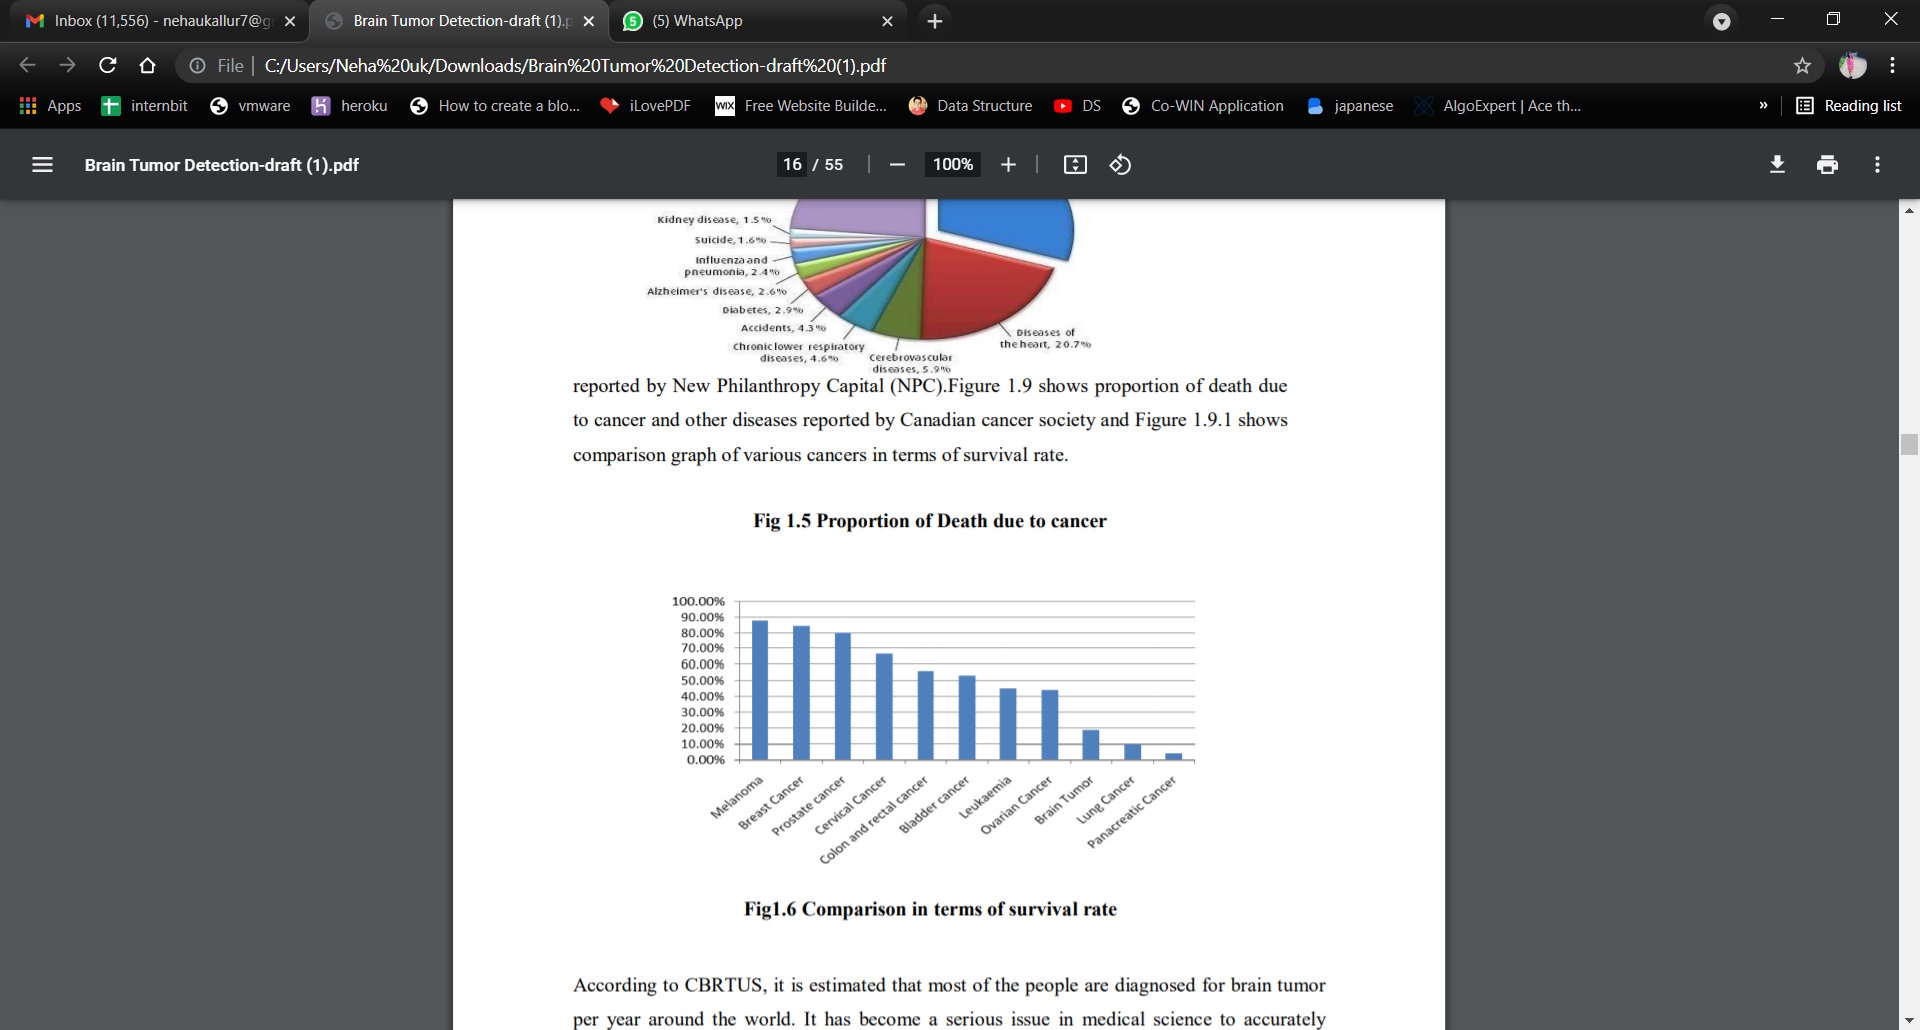 Inbox (11,556) - nehaukallur7@g
Brain Tumor Detection-draft (1).p
(5) WhatsApp
File
C:/Users/Neha%20uk/Downloads/Brain%20Tumor%20Detection-draft%20(1).pdf
Apps
internbit
vmware
heroku
How to create a blo...
iLovePDF
WIX
Free Website Builde...
Data Structure
DS
Co-WIN Application
japanese
AlgoExpert | Ace th...
»
Reading list
Brain Tumor Detection-draft (1).pdf
16 / 55
100%
Kidney disease, 1.5%
Suicide, 1.6%
Influenza and
pneumonia, 2.4%
Alzheimer's disease, 2.6%
Diabetes, 2.9%
Accidents, 4.3%
Chronic lower respiratory
diseases, 4.6%
Cerebrovascular
diseases, 5.9%
Diseases of
the heart, 20.7%
reported by New Philanthropy Capital (NPC).Figure 1.9 shows proportion of death due
to cancer and other diseases reported by Canadian cancer society and Figure 1.9.1 shows
comparison graph of various cancers in terms of survival rate.
Fig 1.5 Proportion of Death due to cancer
100.00%
90.00%
80.00%
70.00%
60.00%
50.00%
40.00%
30.00%
20.00%
10.00%
0.00%
Melanoma
Breast Cancer
Prostate cancer
Cervical Cancer
Colon and rectal cancer
Bladder cancer
Leukaemia
Ovarian Cancer
Brain Tumor
Lung Cancer
Panacreatic Cancer
Fig1.6 Comparison in terms of survival rate
According to CBRTUS, it is estimated that most of the people are diagnosed for brain tumor
per year around the world. It has become a serious issue in medical science to accurately